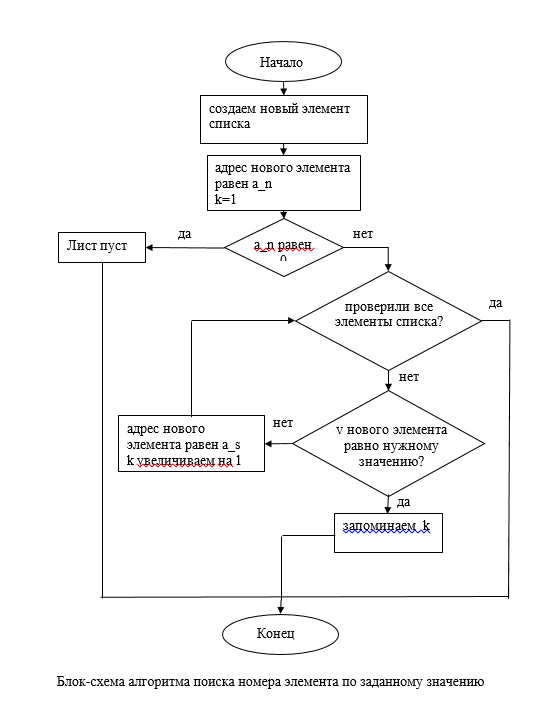 Начало
создаем новый элемент
списка
адрес нового элемента
равен a_n
k=1
да
нет
Лист пуст
a_n равен
0
да
проверили все
элементы списка?
нет
адрес нового
элемента равен a_s
k увеличиваем на 1
нет
v нового элемента
равно нужному
значению?
да
запоминаем k
Конец
Блок-схема алгоритма поиска номера элемента по заданному значению